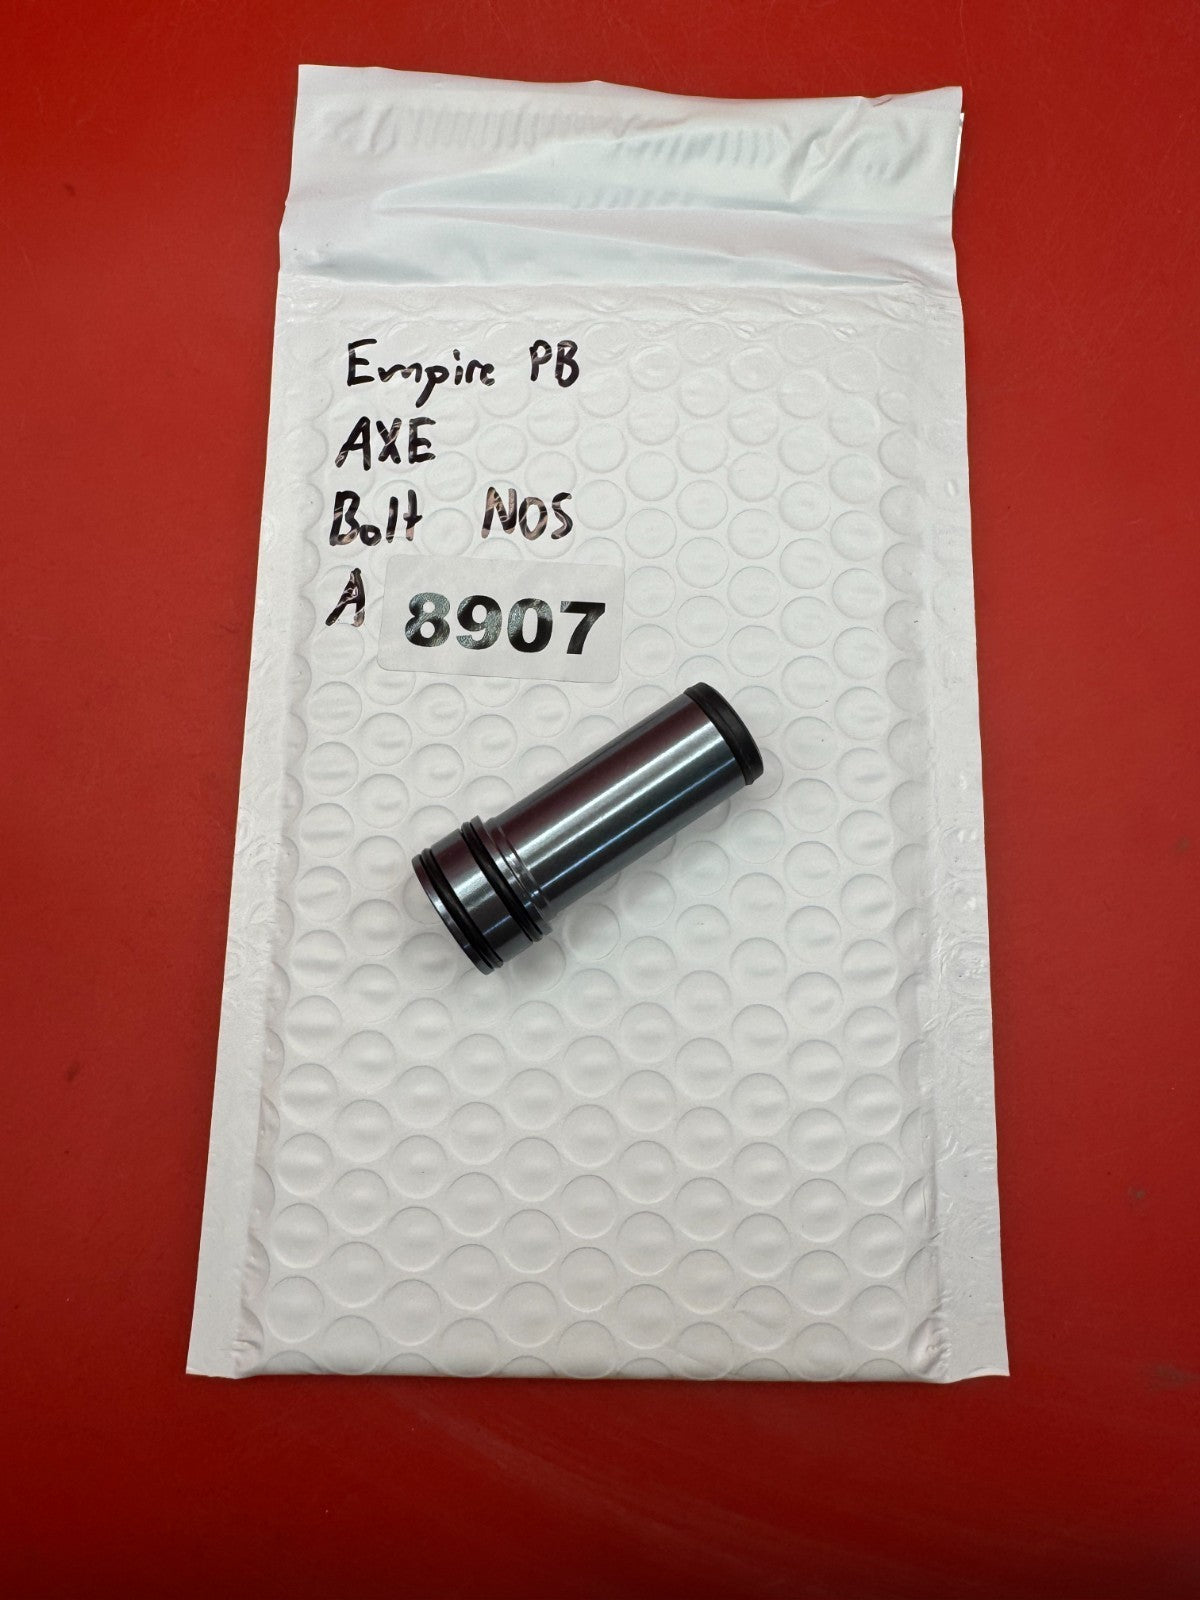 Empire PB
AXE
Bolt NOS
A 8907